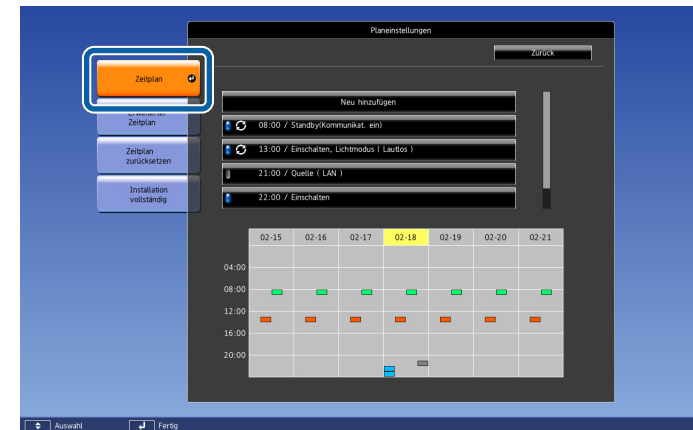 Planeinstellungen
Zurück
Zeitplan
Erweiterter
Zeitplan
Zeitplan
zurücksetzen
Installation
vollständig
Neu hinzufügen
08:00 / Standby(Kommunikat. ein)
13:00 / Einschalten, Lichtmodus ( Lautlos )
21:00 / Quelle ( LAN )
22:00 / Einschalten
02-15 02-16 02-17 02-18 02-19 02-20 02-21
04:00
08:00
12:00
16:00
20:00
Auswahl Fertig